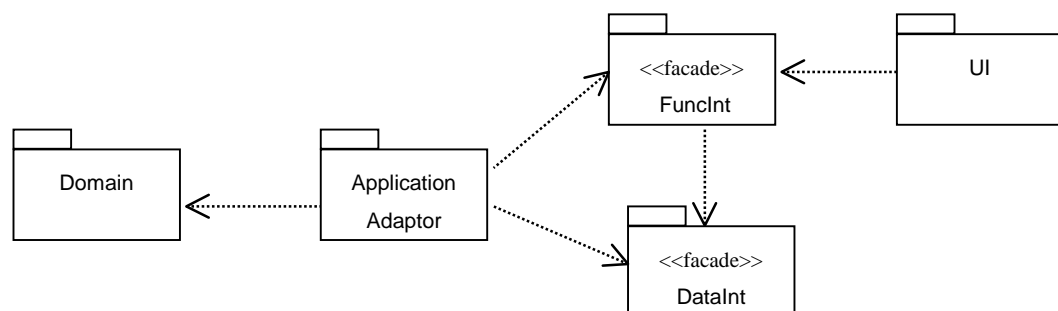 <<facade>>
FuncInt
UI
Domain
Application
Adaptor
<<facade>>
DataInt